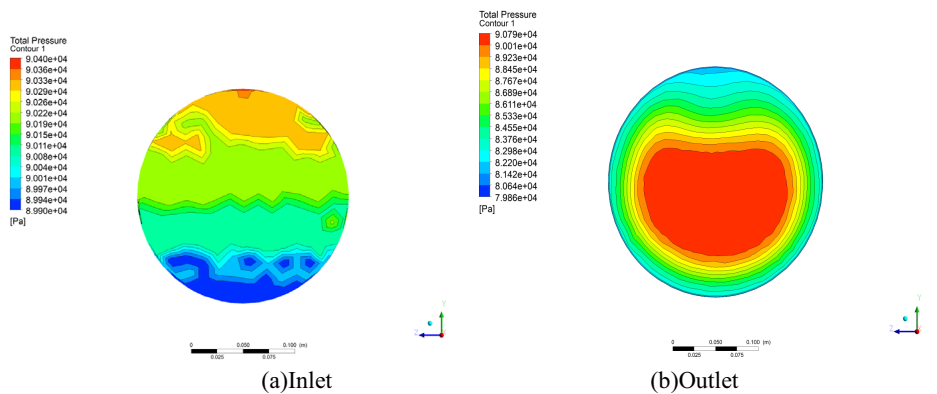 Total Pressure
Contour 1
9.040e+04
9.036e+04
9.033e+04
9.029e+04
9.026e+04
9.022e+04
9.019e+04
9.015e+04
9.011e+04
9.008e+04
9.004e+04
9.001e+04
8.997e+04
8.994e+04
8.990e+04
[Pa]
Y
Z
0 0.050 0.100 (m)
0.025 0.075
(a)Inlet
Total Pressure
Contour 1
9.079e+04
9.001e+04
8.923e+04
8.845e+04
8.767e+04
8.689e+04
8.611e+04
8.533e+04
8.455e+04
8.376e+04
8.298e+04
8.220e+04
8.142e+04
8.064e+04
7.986e+04
[Pa]
Y
Z
0 0.050 0.100 (m)
0.025 0.075
(b)Outlet